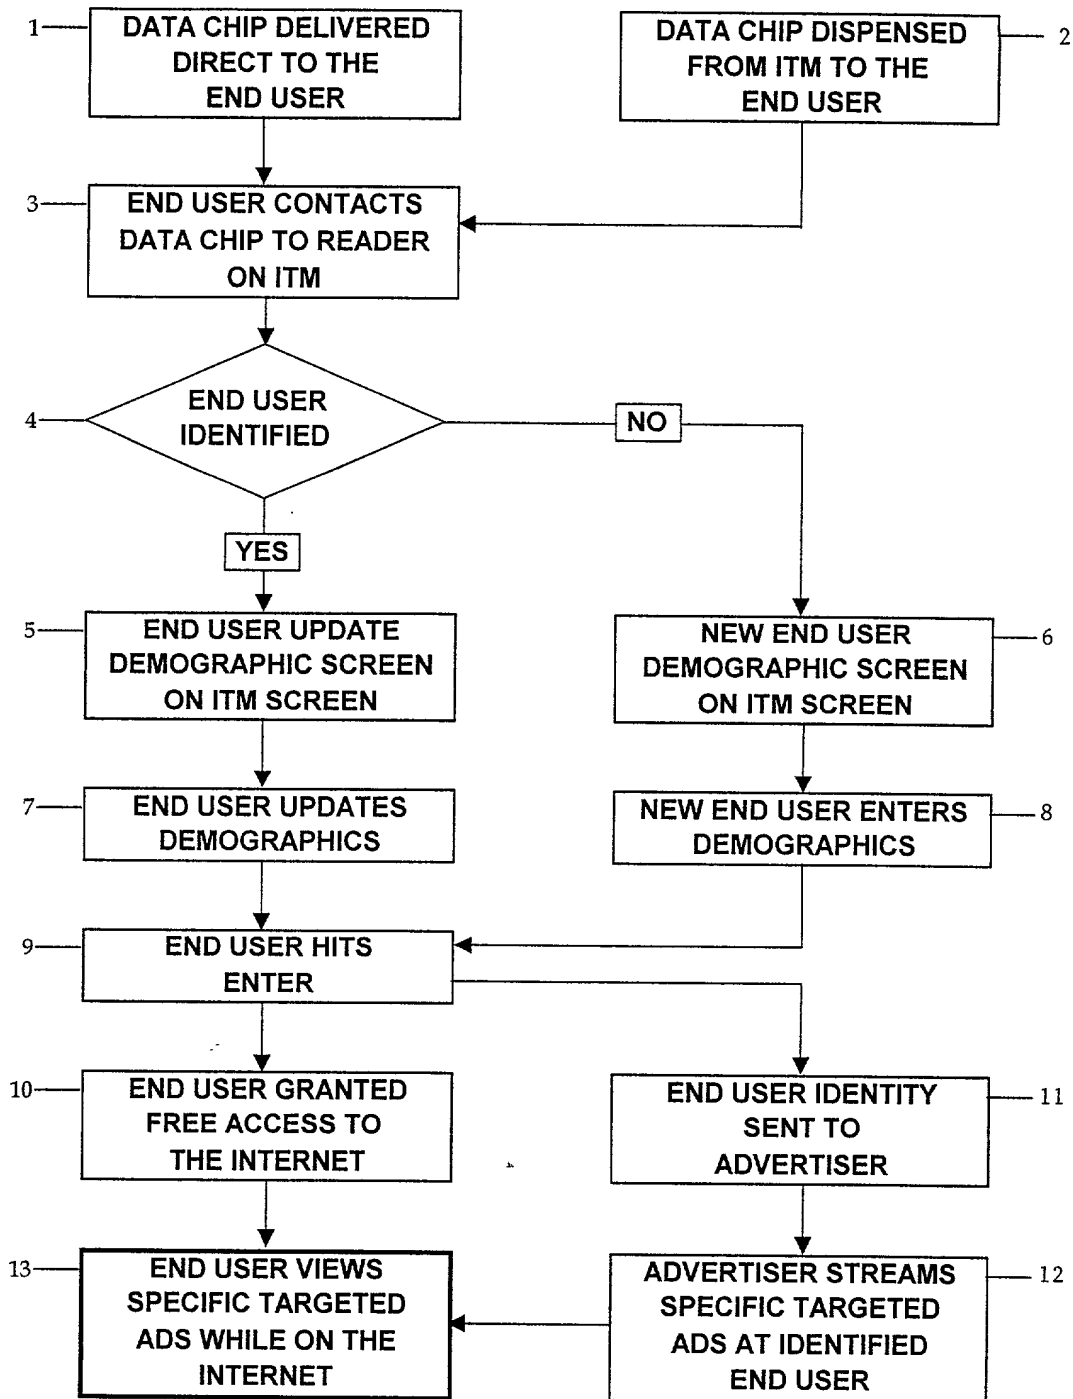 1
DATA CHIP DELIVERED
DIRECT TO THE
END USER
DATA CHIP DISPENSED
FROM ITM TO THE
END USER
2
3
END USER CONTACTS
DATA CHIP TO READER
ON ITM
4
END USER
IDENTIFIED
NO
YES
5
END USER UPDATE
DEMOGRAPHIC SCREEN
ON ITM SCREEN
NEW END USER
DEMOGRAPHIC SCREEN
ON ITM SCREEN
6
7
END USER UPDATES
DEMOGRAPHICS
NEW END USER ENTERS
DEMOGRAPHICS
8
9
END USER HITS
ENTER
10
END USER GRANTED
FREE ACCESS TO
THE INTERNET
END USER IDENTITY
SENT TO
ADVERTISER
11
13
END USER VIEWS
SPECIFIC TARGETED
ADS WHILE ON THE
INTERNET
ADVERTISER STREAMS
SPECIFIC TARGETED
ADS AT IDENTIFIED
END USER
12